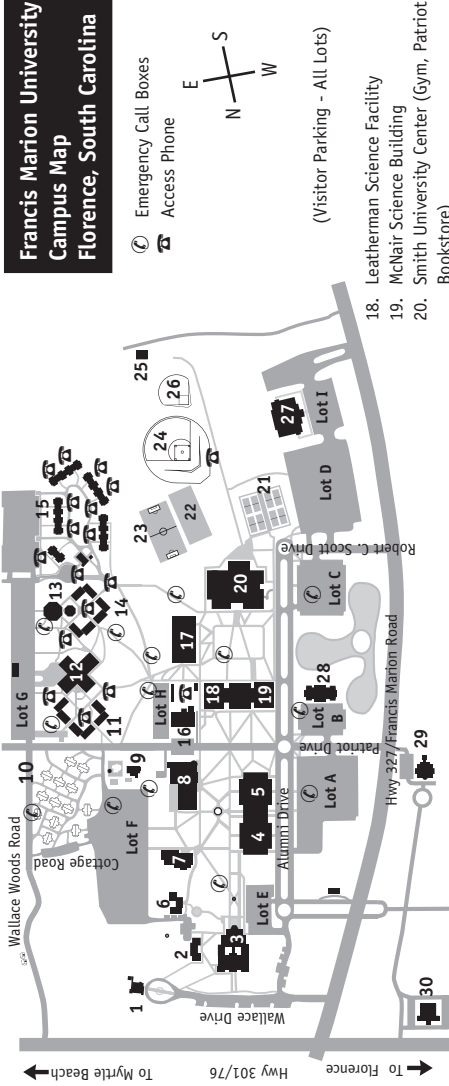 Francis Marion University
Campus Map
Florence, South Carolina
Emergency Call Boxes
Access Phone
E
S
N
W
(Visitor Parking - All Lots)
18. Leatherman Science Facility
19. McNair Science Building
20. Smith University Center (Gym, Patriot
Bookstore)
Wallace Woods Road
10
Cottage Road
Lot G
11
12
13
14
15
Lot F
9
Lot H
16
17
18
19
20
21
22
23
24
25
26
27
Lot I
Lot D
Robert C. Scott Drive
Lot C
28
Lot
B
Patriot Drive
Lot A
Alumni Drive
8
5
4
7
6
2
3
1
Lot E
Wallace Drive
Hwy 327/Francis Marion Road
29
30
To Myrtle Beach
Hwy 301/76
To Florence